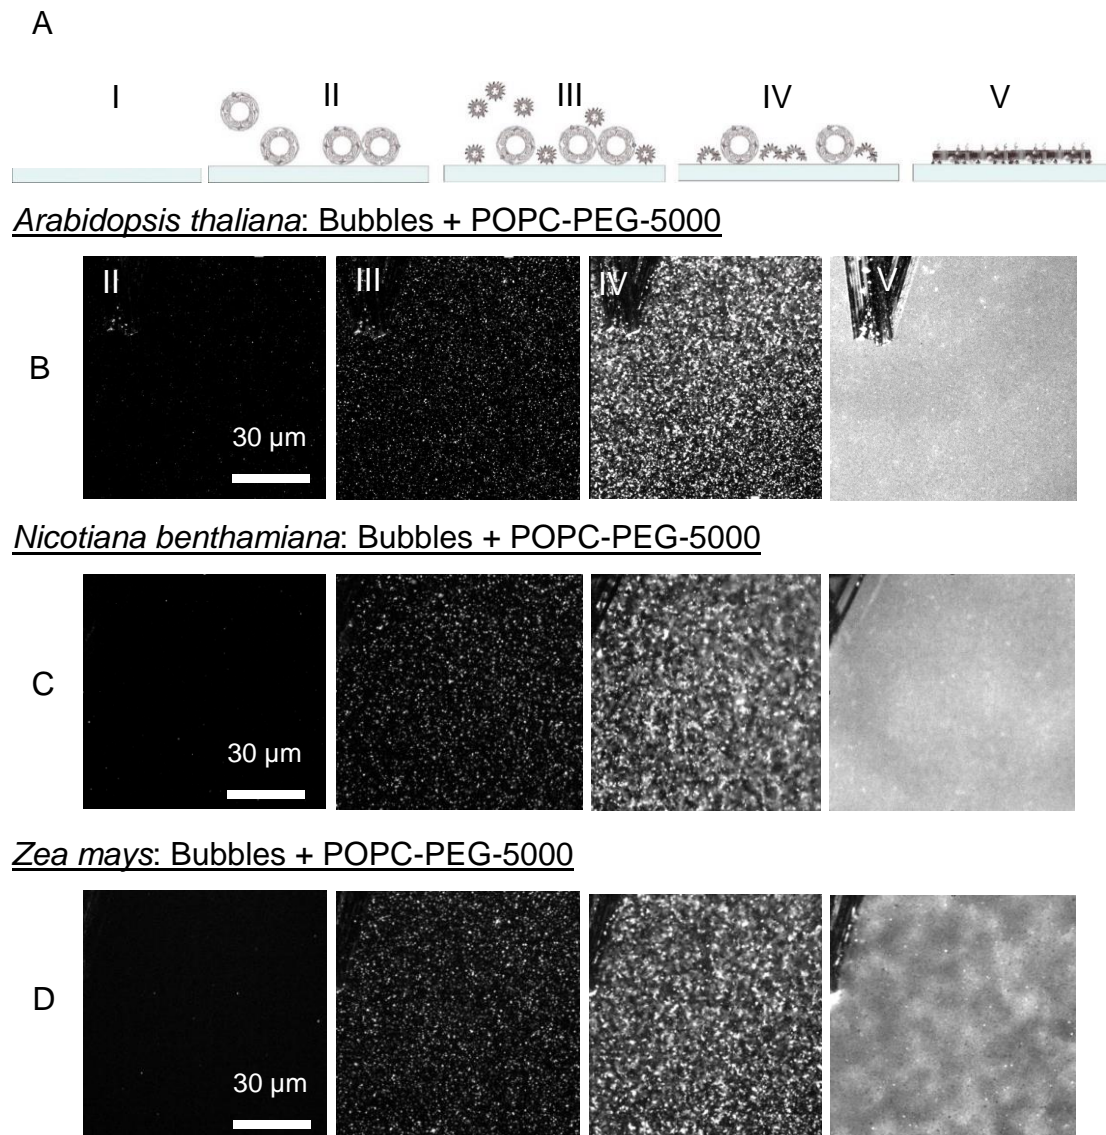 A
I II III IV V
Arabidopsis thaliana: Bubbles + POPC-PEG-5000
II III IV V
B
30 µm
Nicotiana benthamiana: Bubbles + POPC-PEG-5000
C
30 µm
Zea mays: Bubbles + POPC-PEG-5000
D
30 µm